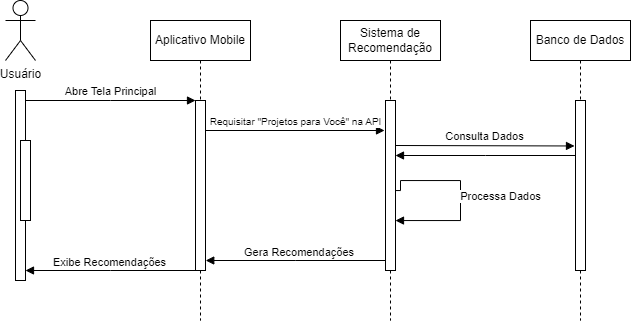 Usuário
Aplicativo Mobile
Sistema de
Recomendação
Banco de Dados
Abre Tela Principal
Requisitar "Projetos para Você" na API
Consulta Dados
Processa Dados
Gera Recomendações
Exibe Recomendações